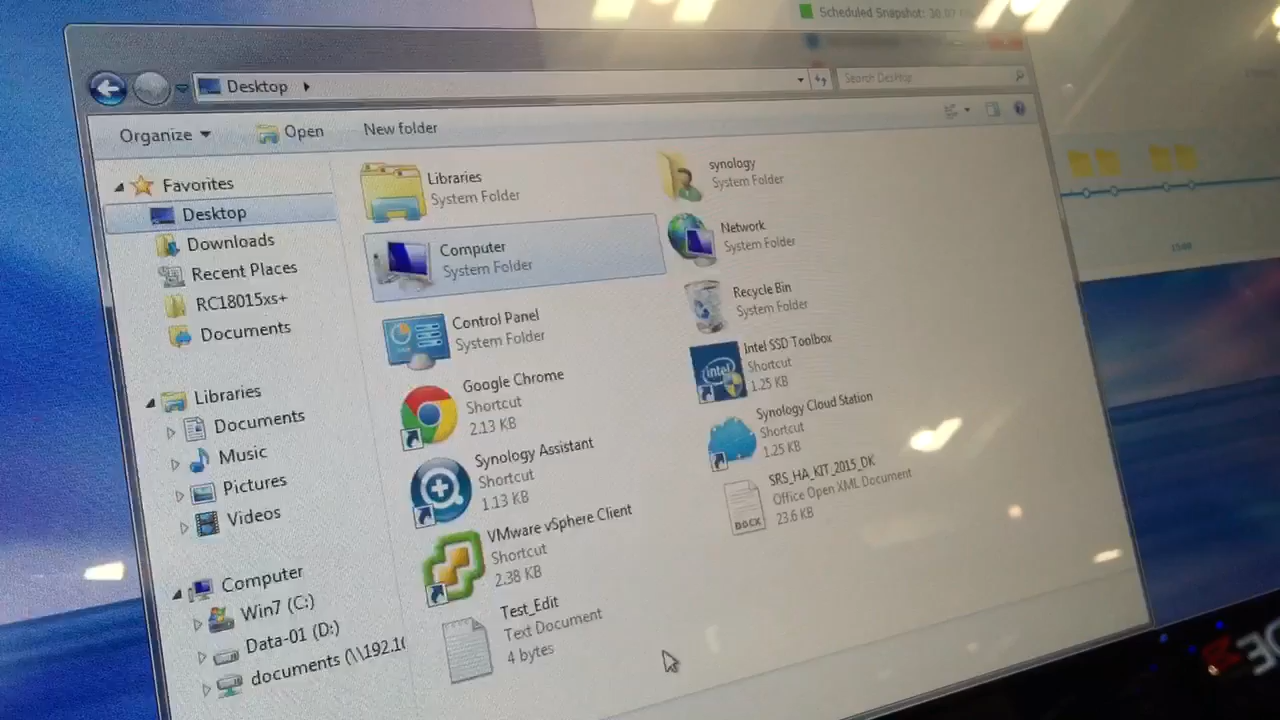 Scheduled Snapshot:
Desktop
Search Desktop
Organize
Open
New folder
Favorites
Desktop
Downloads
Recent Places
RC18015xs+
Documents
Libraries
Documents
Music
Pictures
Videos
Computer
Win7 (C:)
Data-01 (D:)
documents (\\192.16
Libraries
System Folder
Computer
System Folder
Control Panel
System Folder
Google Chrome
Shortcut
2.13 KB
Synology Assistant
Shortcut
1.13 KB
VMware vSphere Client
Shortcut
2.38 KB
Test_Edit
Text Document
4 bytes
synology
System Folder
Network
System Folder
Recycle Bin
System Folder
intel
Intel SSD Toolbox
Shortcut
1.25 KB
Synology Cloud Station
Shortcut
1.25 KB
DOCX
SRS_HA_KIT_2015_DK
Office Open XML Document
23.6 KB